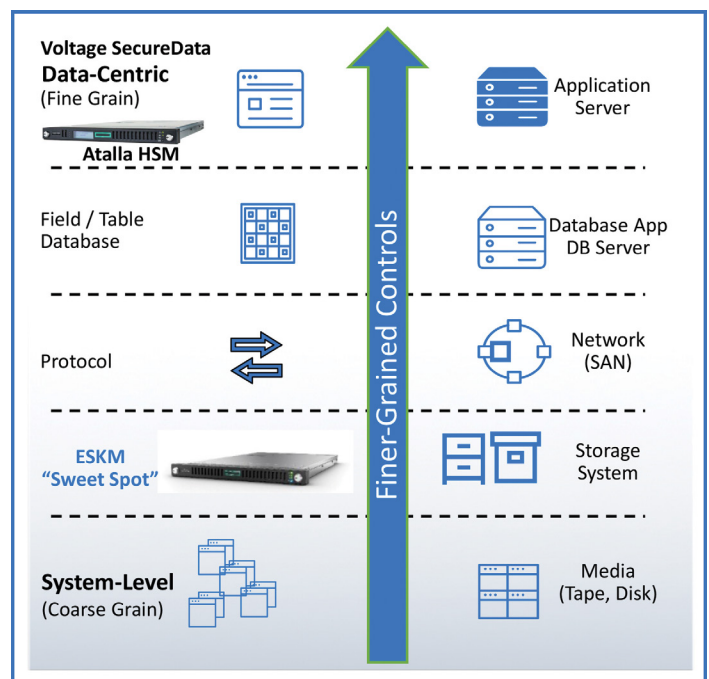 Voltage SecureData
Data-Centric
(Fine Grain)
Atalla HSM
Application
Server
Field / Table
Database
Database App
DB Server
Protocol
Network
(SAN)
ESKM
“Sweet Spot”
Storage
System
System-Level
(Coarse Grain)
Media
(Tape, Disk)
Finer-Grained Controls